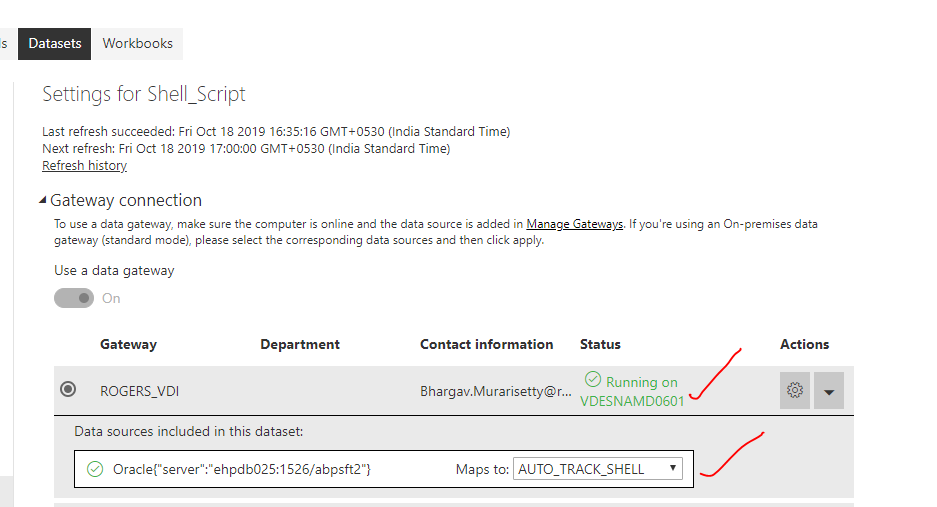 ls Datasets Workbooks
Settings for Shell_Script
Last refresh succeeded: Fri Oct 18 2019 16:35:16 GMT+0530 (India Standard Time)
Next refresh: Fri Oct 18 2019 17:00:00 GMT+0530 (India Standard Time)
Refresh history
Gateway connection
To use a data gateway, make sure the computer is online and the data source is added in Manage Gateways. If you're using an On-premises data
gateway (standard mode), please select the corresponding data sources and then click apply.
Use a data gateway
On
Gateway Department Contact information Status Actions
ROGERS_VDI Bhargav.Murarisetty@r... Running on
VDESNAMD0601
Data sources included in this dataset:
Oracle{"server":"ehpdb025:1526/abpsft2"} Maps to: AUTO_TRACK_SHELL